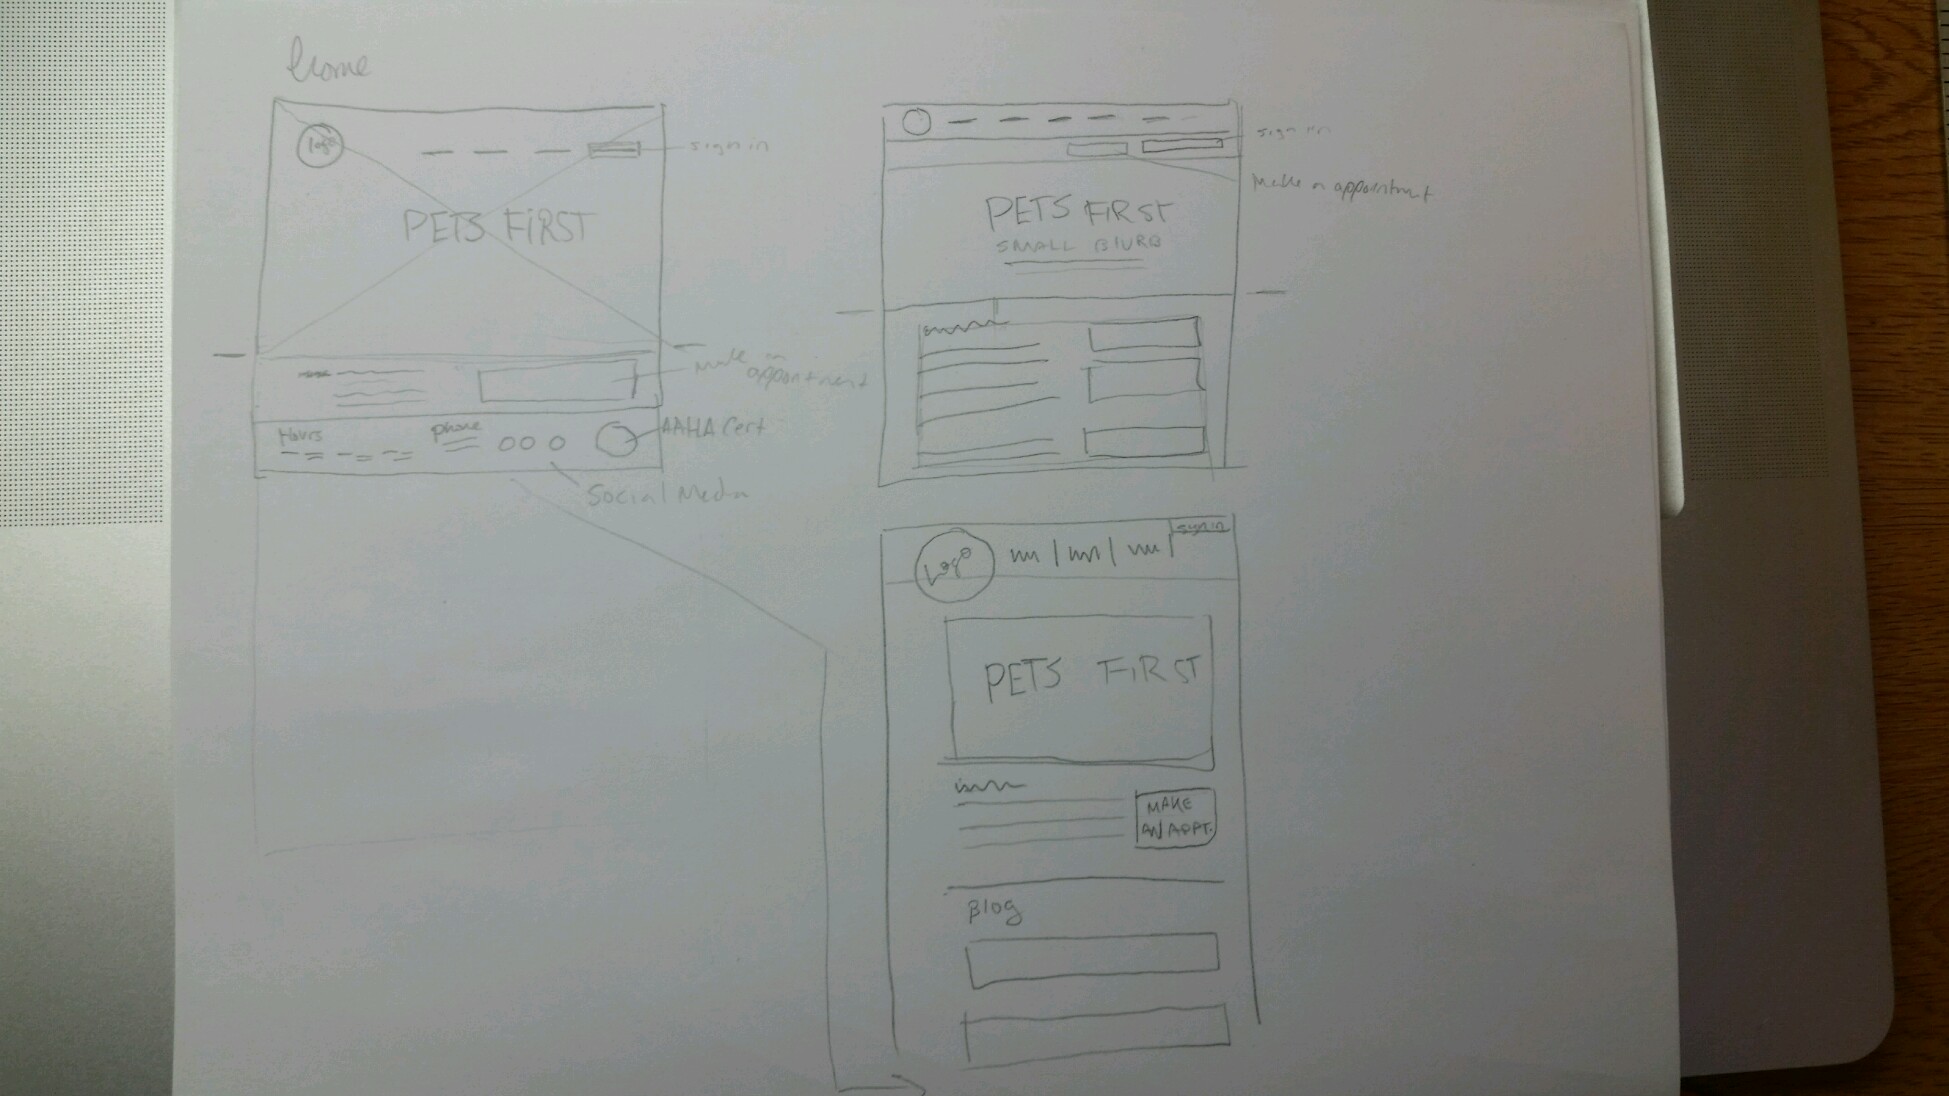 Home
logo
sign in
PETS FIRST
make an
appointment
Hours
phone
AAHA Cert
Social Media
sign in
Make an appointment
PETS FIRST
SMALL BLURB
Logo
sign in
PETS FIRST
MAKE
AN APPT.
Blog